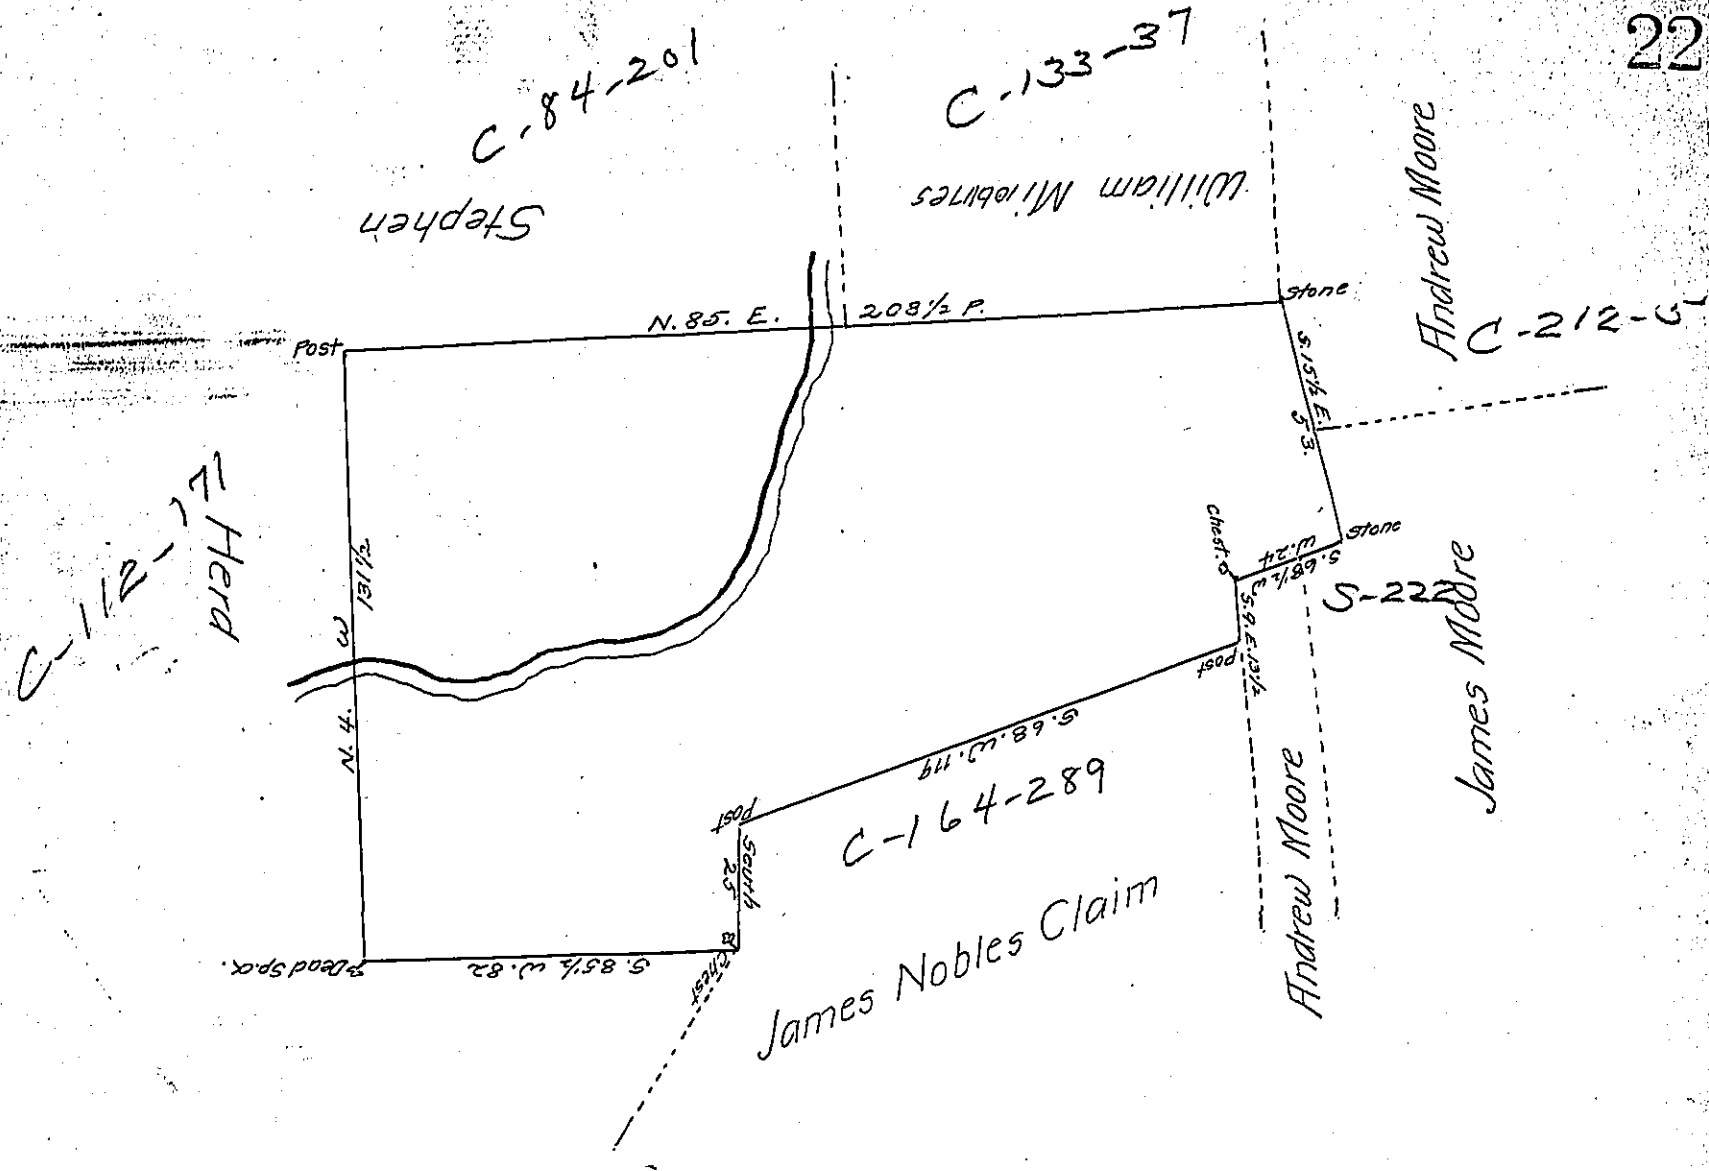 22
C-84-201
C-133-37
Stephen
William
Andrew Moore
C-212-5
N. 85. E. 208½ P.
Stone
Post
S. 15½ E. 53.
C-112-71
Herd
N. 4. W 131½
Chest. o
Stone
S. 68½ W. 24
S-222
James Moore
S. 9. E. 13½
Post
S. 68. W. 119
C-164-289
Post
South 25
Andrew Moore
James Nobles Claim
Chest
S. 85½ W. 82
Dead Sp.o.